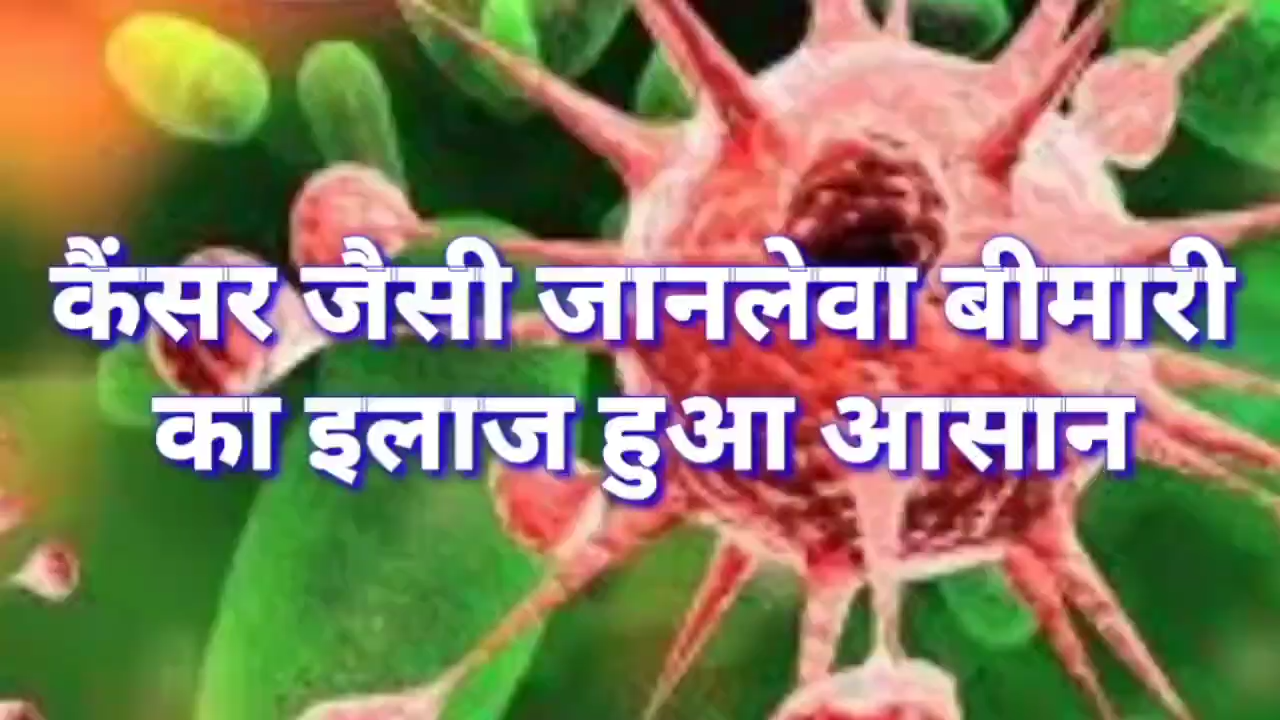 कैंसर जैसी जानलेवा बीमारी
का इलाज हुआ आसान